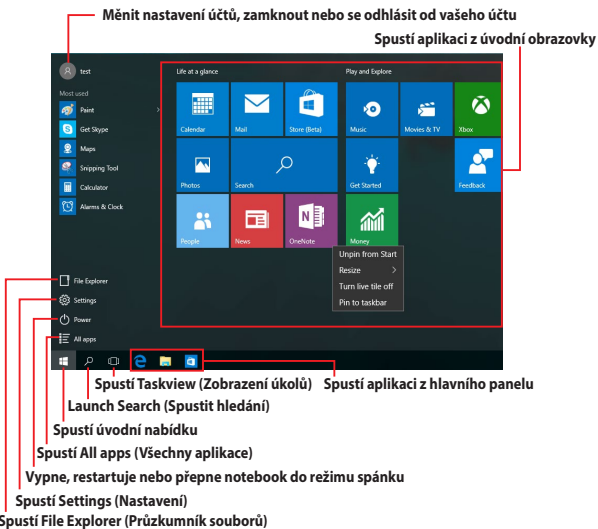 Měnit nastavení účtů, zamknout nebo se odhlásit od vašeho účtu
Spustí aplikaci z úvodní obrazovky
test
Life at a glance
Play and Explore
Most used
Paint
Get Skype
Maps
Snipping Tool
Calculator
Alarms & Clock
Calendar
Mail
Store (Beta)
Music
Movies & TV
Xbox
Photos
Search
Get Started
Feedback
People
News
OneNote
Money
Unpin from Start
Resize
Turn live tile off
Pin to taskbar
File Explorer
Settings
Power
All apps
Spustí Taskview (Zobrazení úkolů)
Spustí aplikaci z hlavního panelu
Launch Search (Spustit hledání)
Spustí úvodní nabídku
Spustí All apps (Všechny aplikace)
Vypne, restartuje nebo přepne notebook do režimu spánku
Spustí Settings (Nastavení)
Spustí File Explorer (Průzkumník souborů)